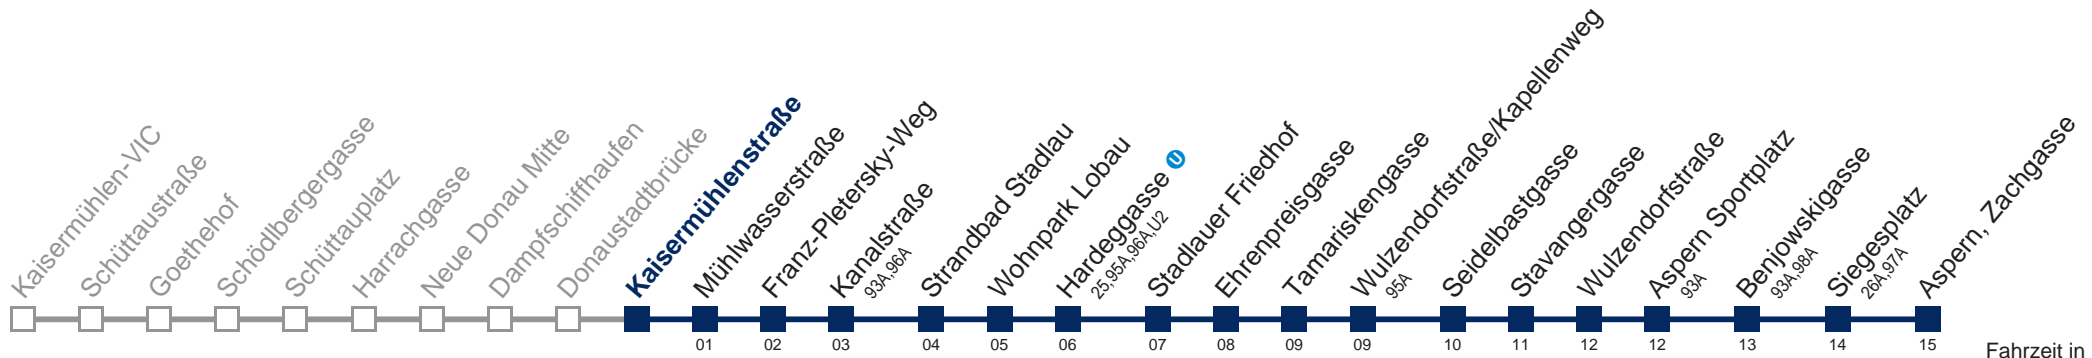 Kaisermühlen-VIC
Schüttaustraße
Goethehof
Schödlbergergasse
Schüttauplatz
Harrachgasse
Neue Donau Mitte
Dampfschiffhaufen
Donaustadtbrücke
Kaisermühlenstraße
Mühlwasserstraße
Franz-Pletersky-Weg
Kanalstraße
93A,96A
Strandbad Stadlau
Wohnpark Lobau
Hardeggasse U
25,95A,96A,U2
Stadlauer Friedhof
Ehrenpreisgasse
Tamariskengasse
Wulzendorfstraße/Kapellenweg
95A
Seidelbastgasse
Stavangergasse
Wulzendorfstraße
Aspern Sportplatz
93A
Benjowskigasse
93A,98A
Siegesplatz
26A,97A
Aspern, Zachgasse
01 02 03 04 05 06 07 08 09 09 10 11 12 12 13 14 15
Fahrzeit in